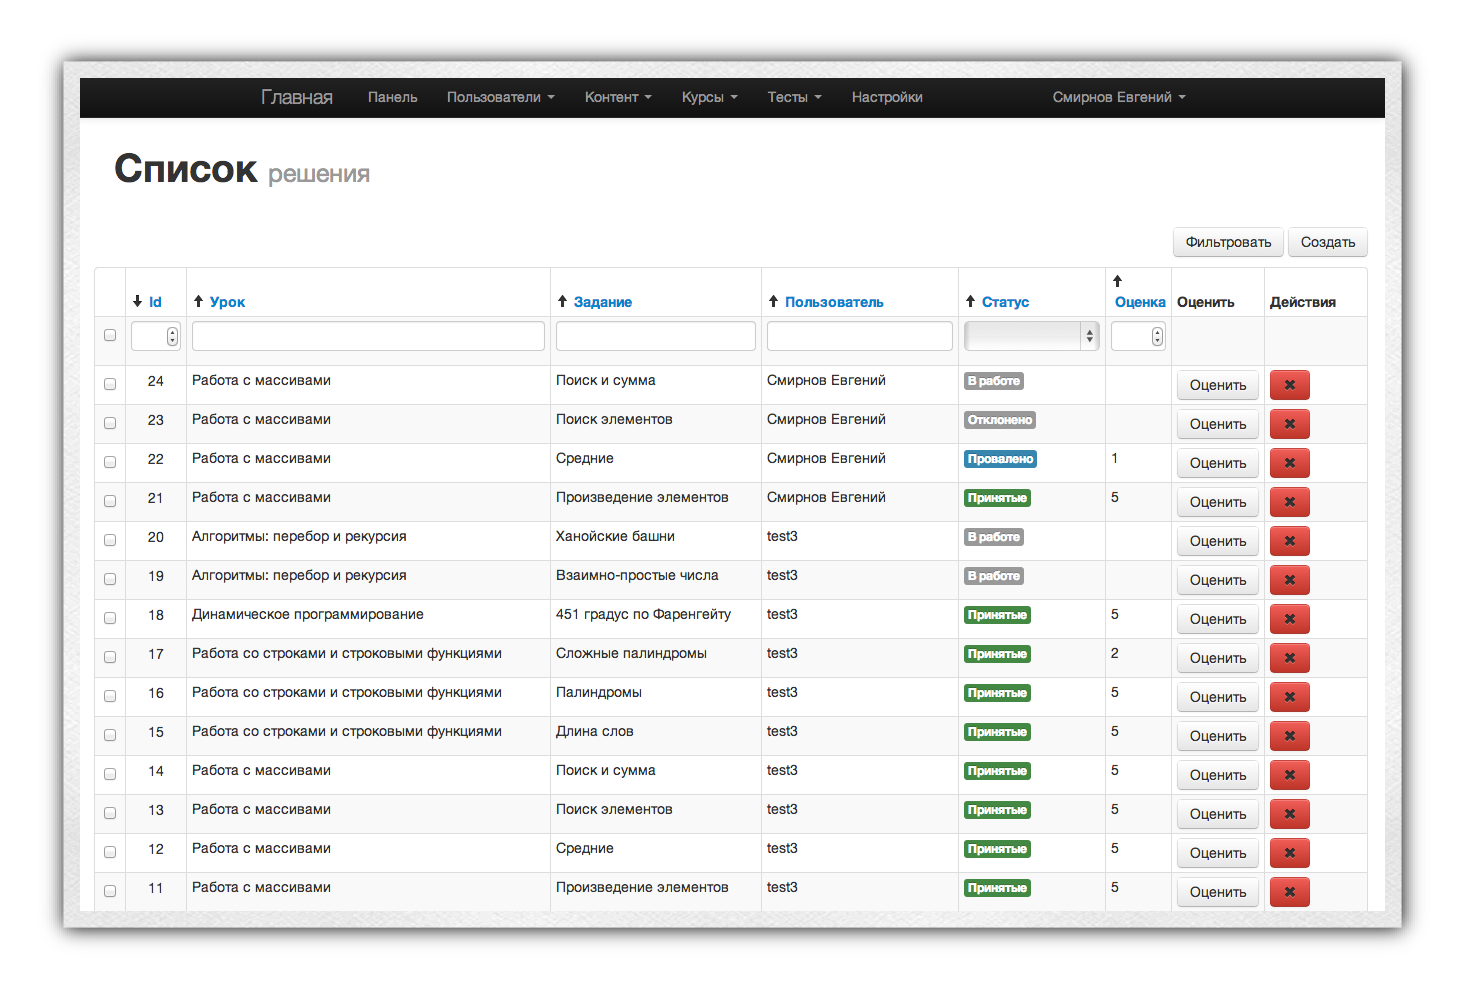 Главная Панель Пользователи Контент Курсы Тесты Настройки Смирнов Евгений
Список решения
Фильтровать Создать
Id Урок Задание Пользователь Статус Оценка Оценить Действия
24 Работа с массивами Поиск и сумма Смирнов Евгений В работе Оценить
23 Работа с массивами Поиск элементов Смирнов Евгений Отклонено Оценить
22 Работа с массивами Средние Смирнов Евгений Провалено 1 Оценить
21 Работа с массивами Произведение элементов Смирнов Евгений Принятые 5 Оценить
20 Алгоритмы: перебор и рекурсия Ханойские башни test3 В работе Оценить
19 Алгоритмы: перебор и рекурсия Взаимно-простые числа test3 В работе Оценить
18 Динамическое программирование 451 градус по Фаренгейту test3 Принятые 5 Оценить
17 Работа со строками и строковыми функциями Сложные палиндромы test3 Принятые 2 Оценить
16 Работа со строками и строковыми функциями Палиндромы test3 Принятые 5 Оценить
15 Работа со строками и строковыми функциями Длина слов test3 Принятые 5 Оценить
14 Работа с массивами Поиск и сумма test3 Принятые 5 Оценить
13 Работа с массивами Поиск элементов test3 Принятые 5 Оценить
12 Работа с массивами Средние test3 Принятые 5 Оценить
11 Работа с массивами Произведение элементов test3 Принятые 5 Оценить